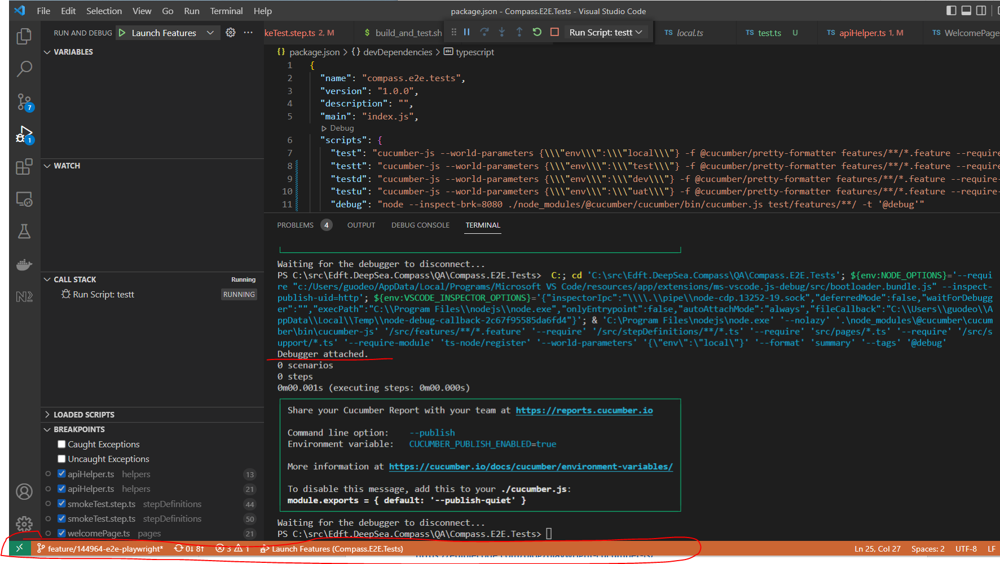 File Edit Selection View Go Run Terminal Help
package.json - Compass.E2E.Tests - Visual Studio Code
RUN AND DEBUG Launch Features ···
keTest.step.ts 2, M
$ build_and_test.sh
Run Script: testt
TS local.ts
TS test.ts U
TS apiHelper.ts 1, M
TS WelcomePage
VARIABLES
{} package.json > {} devDependencies > abc typescript
1 {
2 "name": "compass.e2e.tests",
3 "version": "1.0.0",
4 "description": "",
5 "main": "index.js",
Debug
6 "scripts": {
7 "test": "cucumber-js --world-parameters {\\\"env\\\":\\\"local\\\"} -f @cucumber/pretty-formatter features/**/*.feature --require
8 "testt": "cucumber-js --world-parameters {\\\"env\\\":\\\"test\\\"} -f @cucumber/pretty-formatter features/**/*.feature --require
9 "testd": "cucumber-js --world-parameters {\\\"env\\\":\\\"dev\\\"} -f @cucumber/pretty-formatter features/**/*.feature --require-
10 "testu": "cucumber-js --world-parameters {\\\"env\\\":\\\"uat\\\"} -f @cucumber/pretty-formatter features/**/*.feature --require-
11 "debug": "node --inspect-brk=8080 ./node_modules/@cucumber/cucumber/bin/cucumber.js test/features/**/ -t '@debug'"
7
1
WATCH
CALL STACK Running
Run Script: testt RUNNING
LOADED SCRIPTS
BREAKPOINTS
Caught Exceptions
Uncaught Exceptions
apiHelper.ts helpers 13
apiHelper.ts helpers 21
smokeTest.step.ts stepDefinitions 44
smokeTest.step.ts stepDefinitions 50
welcomePage.ts pages 21
PROBLEMS 4 OUTPUT DEBUG CONSOLE TERMINAL
Waiting for the debugger to disconnect...
PS C:\src\Edft.DeepSea.Compass\QA\Compass.E2E.Tests>  C:; cd 'C:\src\Edft.DeepSea.Compass\QA\Compass.E2E.Tests'; ${env:NODE_OPTIONS}='--requi
re "c:/Users/guodeo/AppData/Local/Programs/Microsoft VS Code/resources/app/extensions/ms-vscode.js-debug/src/bootloader.bundle.js" --inspect-
publish-uid=http'; ${env:VSCODE_INSPECTOR_OPTIONS}='{"inspectorIpc":"\\\\.\\pipe\\node-cdp.13252-19.sock","deferredMode":false,"waitForDebugg
er":"","execPath":"C:\\Program Files\\nodejs\\node.exe","onlyEntrypoint":false,"autoAttachMode":"always","fileCallback":"C:\\Users\\guodeo\\A
ppData\\Local\\Temp\\node-debug-callback-2c67f95585da6fd4"}'; & 'C:\Program Files\nodejs\node.exe' '--nolazy' '.\node_modules\@cucumber\cucum
ber\bin\cucumber-js' '/src/features/**/*.feature' '--require' '/src/stepDefinitions/**/*.ts' '--require' 'src/pages/*.ts' '--require' '/src/s
upport/*.ts' '--require-module' 'ts-node/register' '--world-parameters' '{\"env\":\"local\"}' '--format' 'summary' '--tags' '@debug'
Debugger attached.
0 scenarios
0 steps
0m00.001s (executing steps: 0m00.000s)
Share your Cucumber Report with your team at https://reports.cucumber.io
Command line option: --publish
Environment variable: CUCUMBER_PUBLISH_ENABLED=true
More information at https://cucumber.io/docs/cucumber/environment-variables/
To disable this message, add this to your ./cucumber.js:
module.exports = { default: '--publish-quiet' }
Waiting for the debugger to disconnect...
PS C:\src\Edft.DeepSea.Compass\QA\Compass.E2E.Tests>
feature/144964-e2e-playwright* 0↓ 8↑ 3 1 Launch Features (Compass.E2E.Tests)
Ln 25, Col 27 Spaces: 2 UTF-8 LF